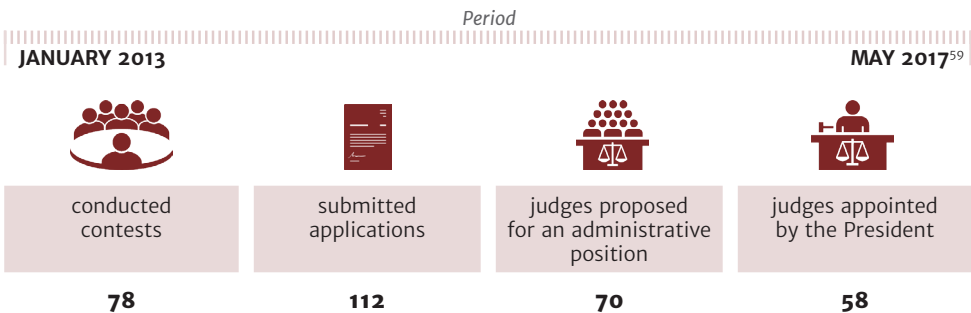 Period
JANUARY 2013
MAY 2017⁵⁹
conducted
contests
submitted
applications
judges proposed
for an administrative
position
judges appointed
by the President
78
112
70
58